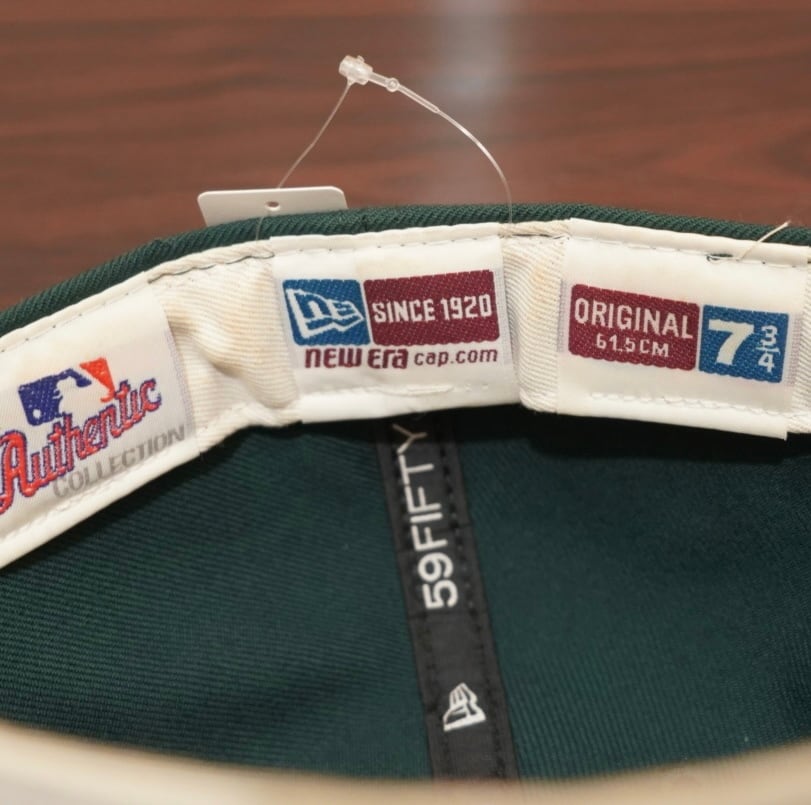 Authentic
COLLECTION
SINCE 1920
new era cap.com
ORIGINAL
61.5CM
7 3/4
59FIFTY